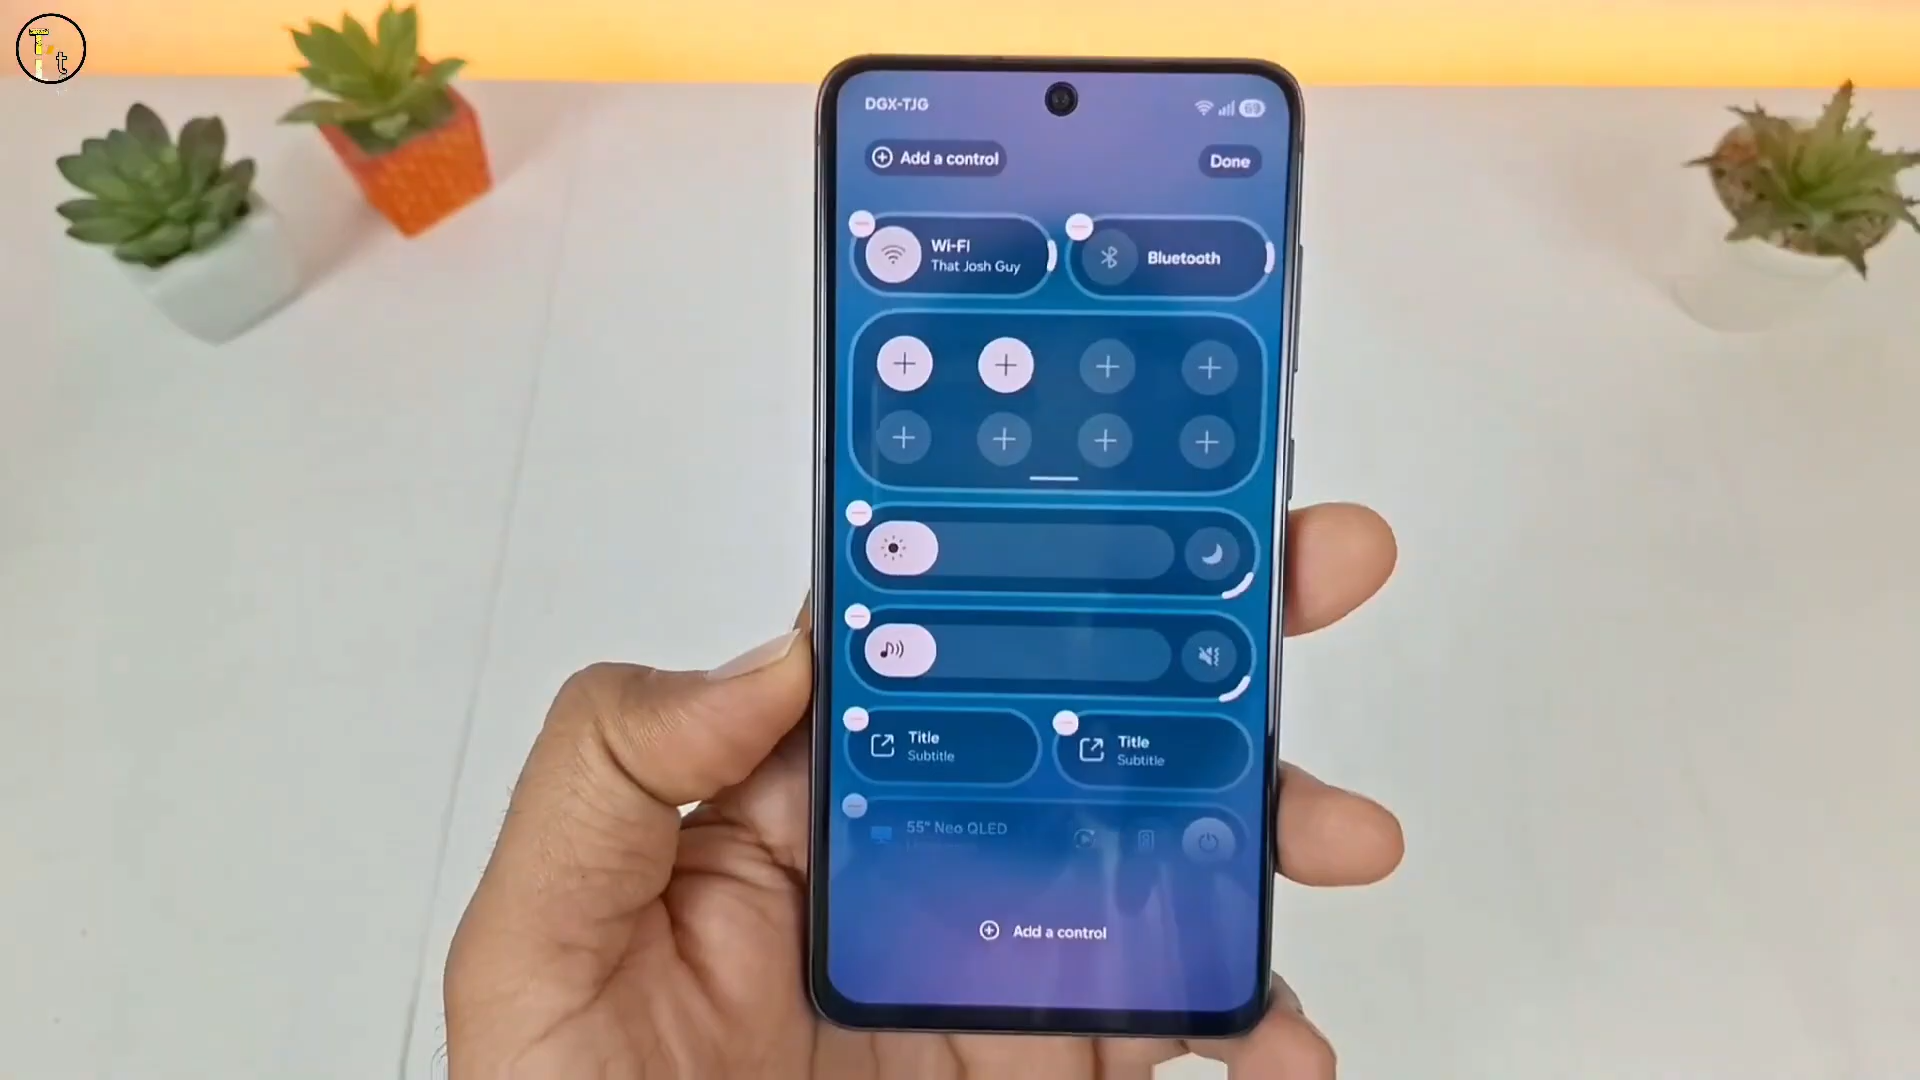 T
t
DGX-TJG
69
Add a control
Done
Wi-Fi
That Josh Guy
Bluetooth
Title
Subtitle
Title
Subtitle
55" Neo QLED
Add a control